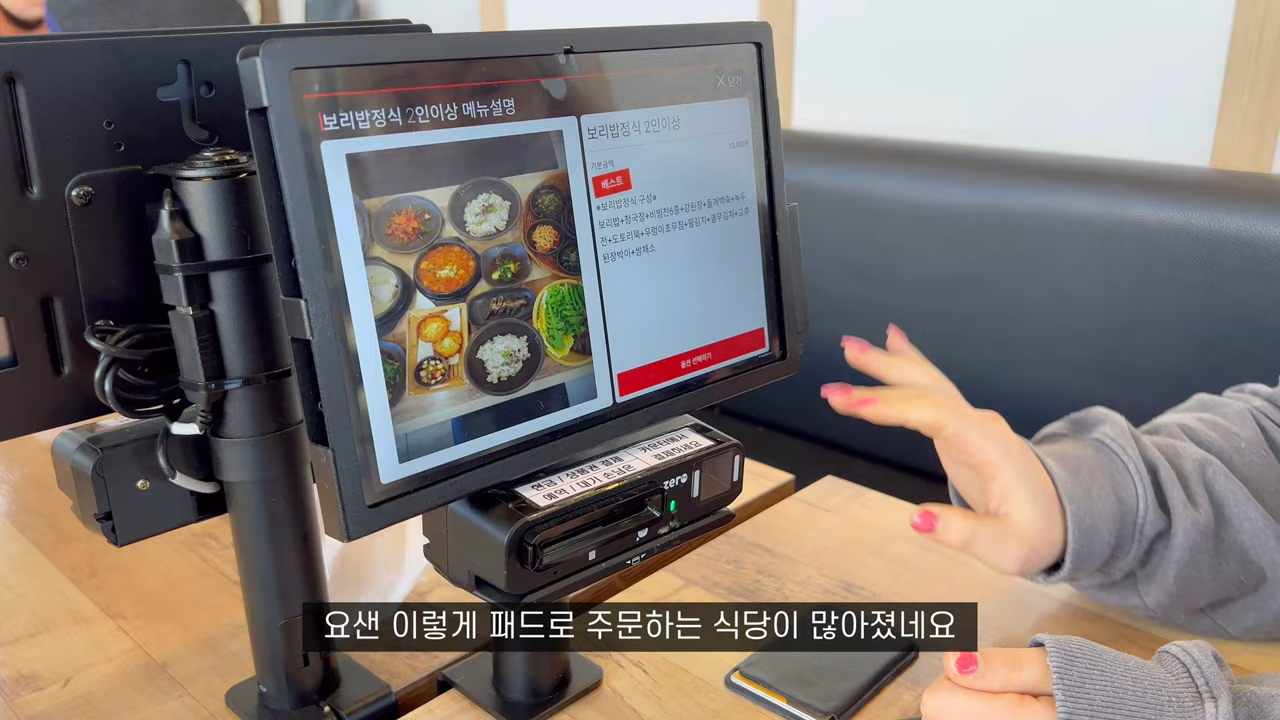 보리밥정식 2인이상 메뉴설명
X 닫기
보리밥정식 2인이상
13,000원
기본금액
베스트
*보리밥정식 구성*
보리밥+청국장+비빔찬6종+강된장+들깨백숙+녹두
전+도토리묵+우렁이초무침+물김치+열무김치+고추
된장박이+쌈채소
옵션 선택하기
현금 / 상품권 결제
예약 / 대기 손님은
카운터에서
결제하세요
zero
요샌 이렇게 패드로 주문하는 식당이 많아졌네요